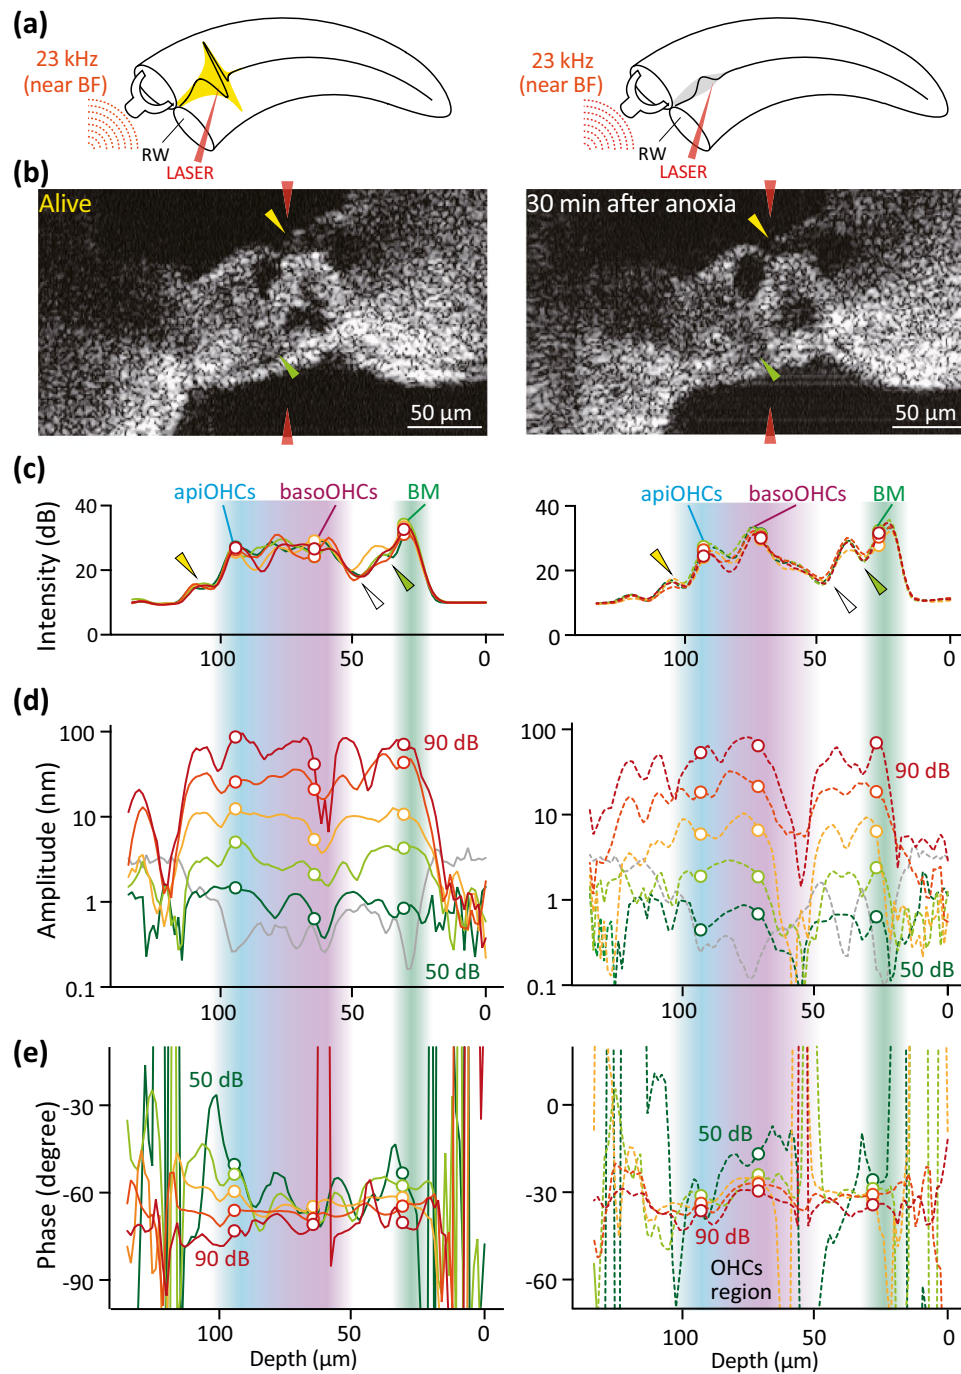 (a)
23 kHz
(near BF)
RW
LASER
23 kHz
(near BF)
RW
LASER
(b)
Alive
50 µm
30 min after anoxia
50 µm
(c)
apiOHCs
basoOHCs
BM
Intensity (dB)
40
20
0
100
50
0
apiOHCs
basoOHCs
BM
40
20
0
100
50
0
(d)
Amplitude (nm)
100
10
1
0.1
90 dB
50 dB
100
50
0
100
10
1
0.1
90 dB
50 dB
100
50
0
(e)
Phase (degree)
-30
-60
-90
50 dB
90 dB
100
50
0
Depth (µm)
0
-30
-60
50 dB
90 dB
OHCs
region
100
50
0
Depth (µm)